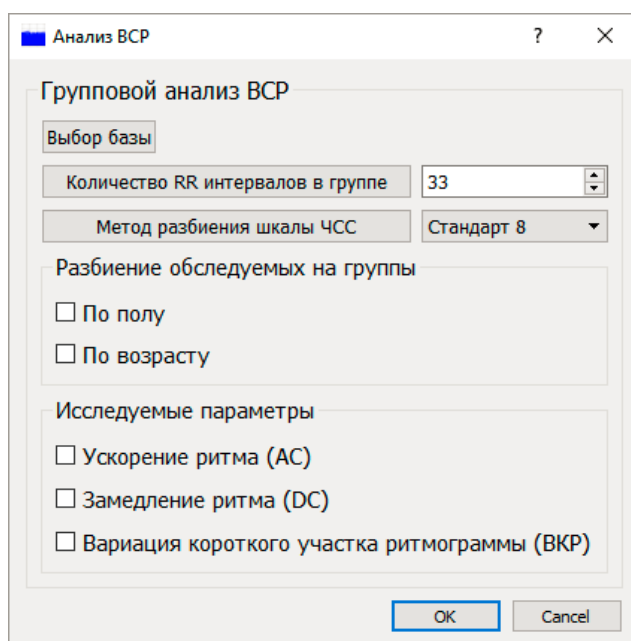 Анализ ВСР ?
Групповой анализ ВСР
Выбор базы
Количество RR интервалов в группе 33
Метод разбиения шкалы ЧСС Стандарт 8
Разбиение обследуемых на группы
По полу
По возрасту
Исследуемые параметры
Ускорение ритма (АС)
Замедление ритма (DC)
Вариация короткого участка ритмограммы (ВКР)
OK Cancel